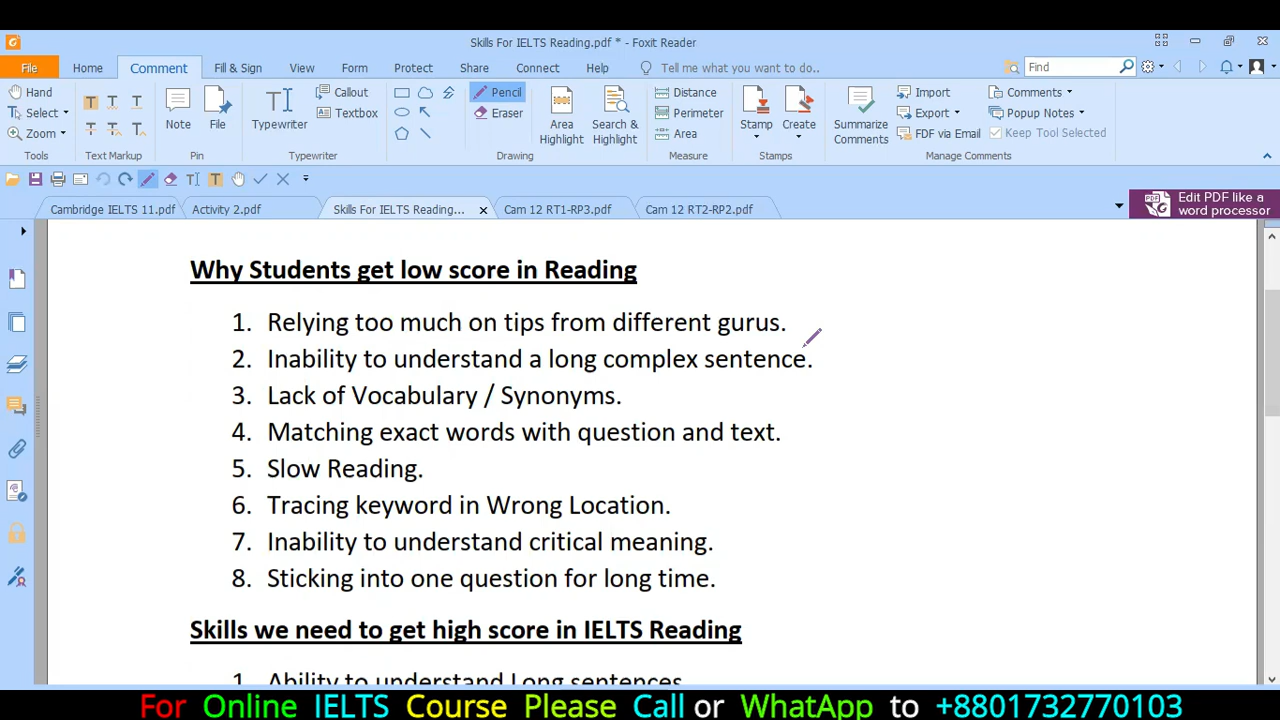 Skills For IELTS Reading.pdf * - Foxit Reader
File Home Comment Fill & Sign View Form Protect Share Connect Help Tell me what you want to do.. Find
Hand Select Zoom Tools
Text Markup
Note File Pin
Typewriter Callout Textbox Typewriter
Pencil Eraser Area Highlight Search & Highlight Drawing
Distance Perimeter Area Measure
Stamp Create Stamps
Summarize Comments Import Export FDF via Email Comments Popup Notes Keep Tool Selected Manage Comments
Cambridge IELTS 11.pdf Activity 2.pdf Skills For IELTS Reading... Cam 12 RT1-RP3.pdf Cam 12 RT2-RP2.pdf
Edit PDF like a
word processor
Why Students get low score in Reading
1. Relying too much on tips from different gurus.
2. Inability to understand a long complex sentence.
3. Lack of Vocabulary / Synonyms.
4. Matching exact words with question and text.
5. Slow Reading.
6. Tracing keyword in Wrong Location.
7. Inability to understand critical meaning.
8. Sticking into one question for long time.
Skills we need to get high score in IELTS Reading
1. Ability to understand Long sentences
For Online IELTS Course Please Call or WhatApp to +8801732770103